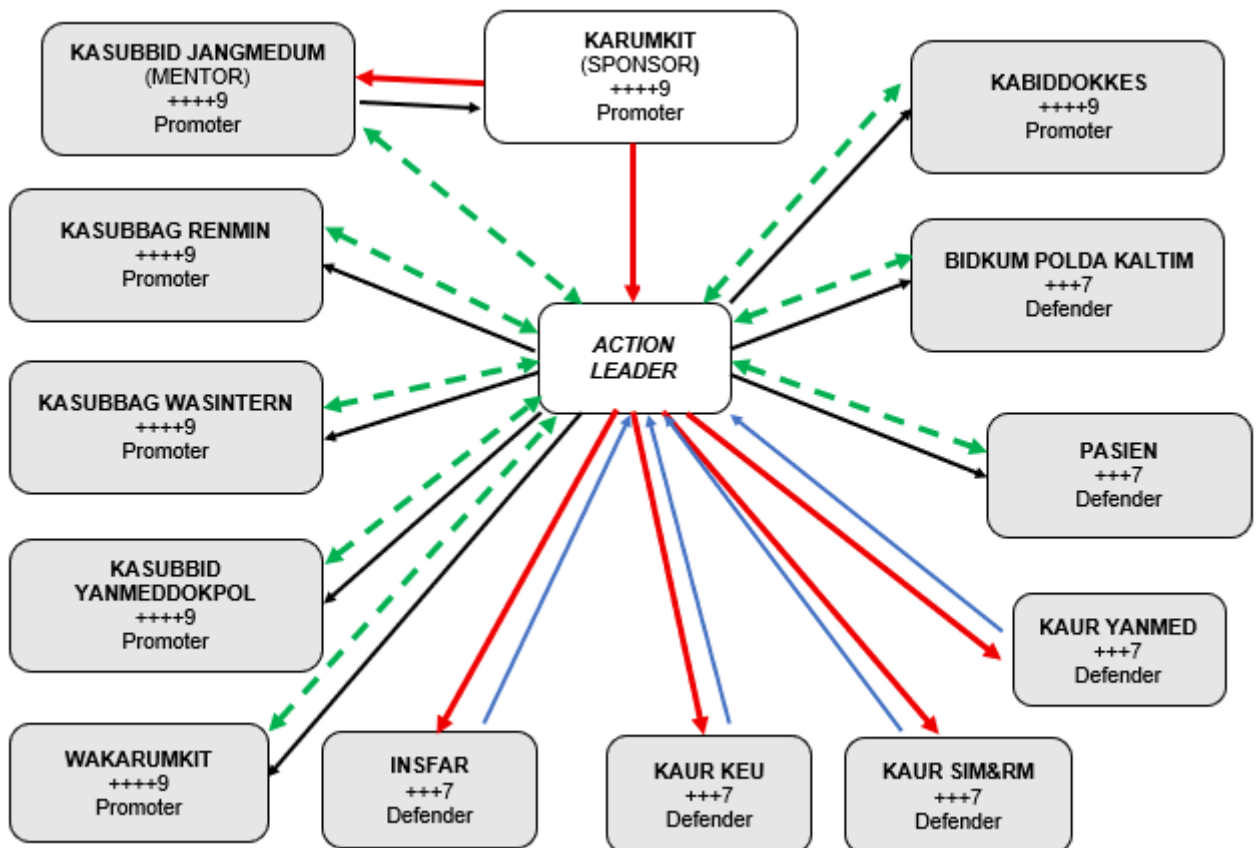 KASUBBID JANGMEDUM
(MENTOR)
++++9
Promoter
KARUMKIT
(SPONSOR)
++++9
Promoter
KABIDDOKKES
++++9
Promoter
KASUBBAG RENMIN
++++9
Promoter
BIDKUM POLDA KALTIM
+++7
Defender
ACTION
LEADER
KASUBBAG WASINTERN
++++9
Promoter
PASIEN
+++7
Defender
KASUBBID
YANMEDDOKPOL
++++9
Promoter
KAUR YANMED
+++7
Defender
WAKARUMKIT
++++9
Promoter
INSFAR
+++7
Defender
KAUR KEU
+++7
Defender
KAUR SIM&RM
+++7
Defender